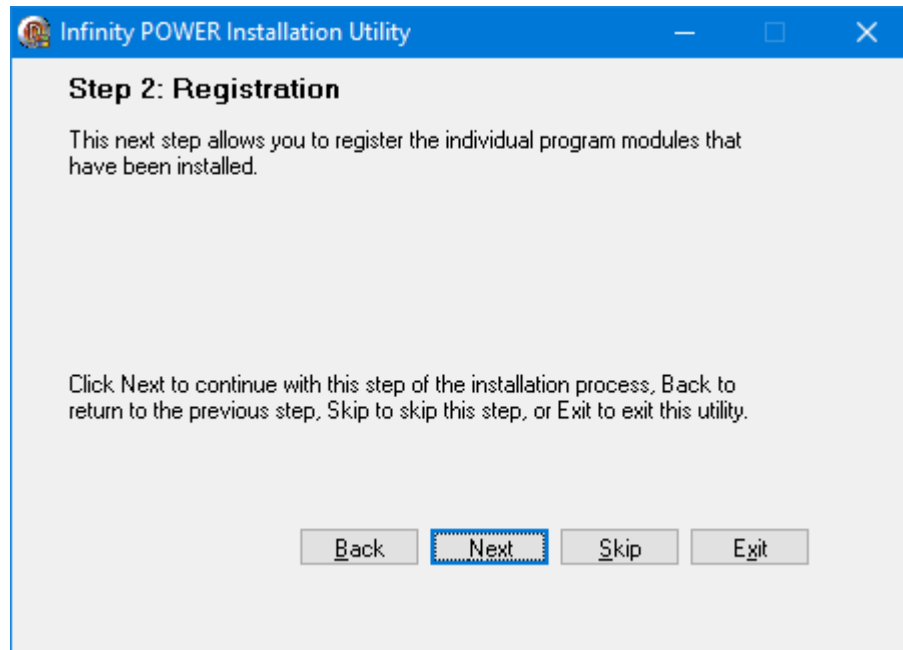 Infinity POWER Installation Utility
Step 2: Registration
This next step allows you to register the individual program modules that
have been installed.
Click Next to continue with this step of the installation process, Back to
return to the previous step, Skip to skip this step, or Exit to exit this utility.
Back Next Skip Exit